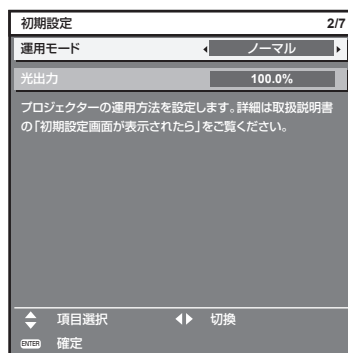 初期設定 2/7
運用モード ノーマル
光出力 100.0%
プロジェクターの運用方法を設定します。詳細は取扱説明書
の「初期設定画面が表示されたら」をご覧ください。
項目選択 切換
ENTER 確定